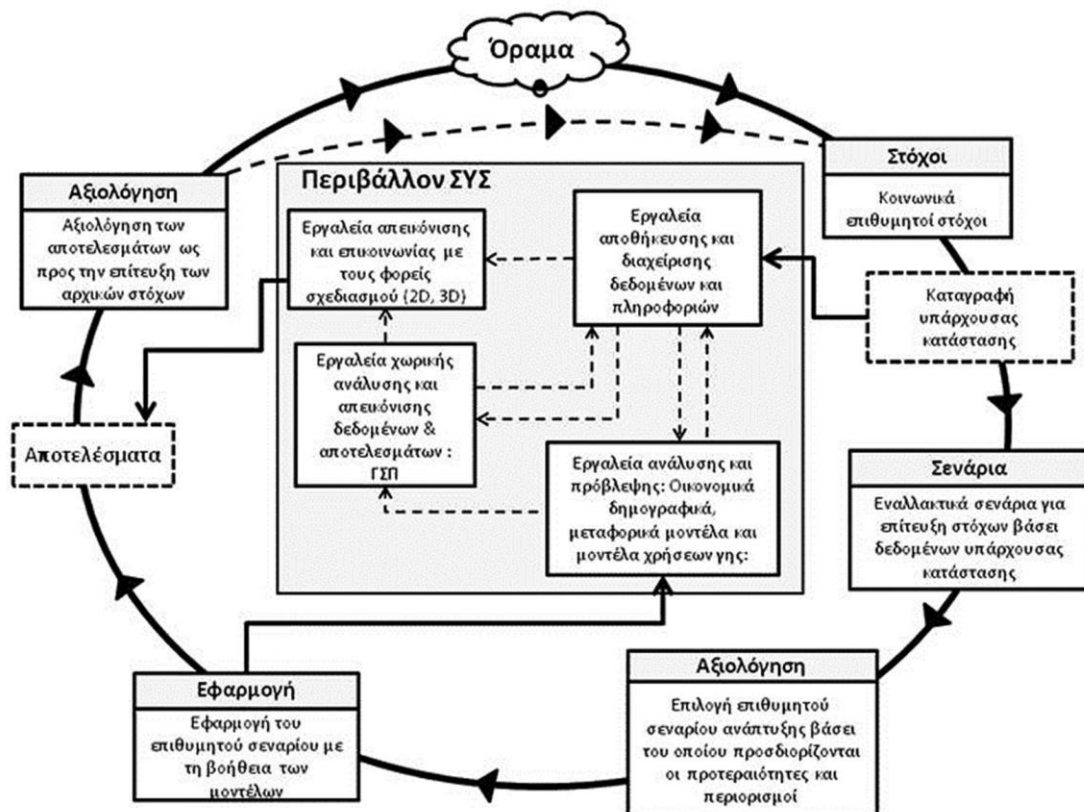 Όραμα
Στόχοι
Κοινωνικά
επιθυμητοί στόχοι
Καταγραφή
υπάρχουσας
κατάστασης
Σενάρια
Εναλλακτικά σενάρια για
επίτευξη στόχων βάσει
δεδομένων υπάρχουσας
κατάστασης
Αξιολόγηση
Επιλογή επιθυμητού
σεναρίου ανάπτυξης βάσει
του οποίου προσδιορίζονται
οι προτεραιότητες και
περιορισμοί
Εφαρμογή
Εφαρμογή του
επιθυμητού σεναρίου με
τη βοήθεια των
μοντέλων
Αποτελέσματα
Αξιολόγηση
Αξιολόγηση των
αποτελεσμάτων ως
προς την επίτευξη των
αρχικών στόχων
Περιβάλλον ΣΥΣ
Εργαλεία απεικόνισης
και επικοινωνίας με
τους φορείς
σχεδιασμού (2D, 3D)
Εργαλεία
αποθήκευσης και
διαχείρισης
δεδομένων και
πληροφοριών
Εργαλεία χωρικής
ανάλυσης και
απεικόνισης
δεδομένων &
αποτελεσμάτων :
ΓΣΠ
Εργαλεία ανάλυσης και
πρόβλεψης: Οικονομικά
δημογραφικά,
μεταφορικά μοντέλα και
μοντέλα χρήσεων γης: